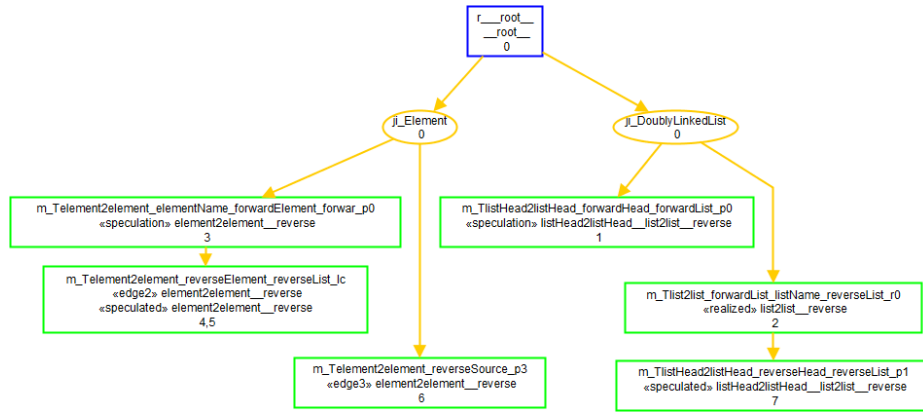 r___root__
__root__
0
ji_Element
0
ji_DoublyLinkedList
0
m_Telement2element_elementName_forwardElement_forwar_p0
«speculation» element2element__reverse
3
m_TlistHead2listHead_forwardHead_forwardList_p0
«speculation» listHead2listHead__list2list__reverse
1
m_Telement2element_reverseElement_reverseList_lc
«edge2» element2element__reverse
«speculated» element2element__reverse
4,5
m_Tlist2list_forwardList_listName_reverseList_r0
«realized» list2list__reverse
2
m_Telement2element_reverseSource_p3
«edge3» element2element__reverse
6
m_TlistHead2listHead_reverseHead_reverseList_p1
«speculated» listHead2listHead__list2list__reverse
7